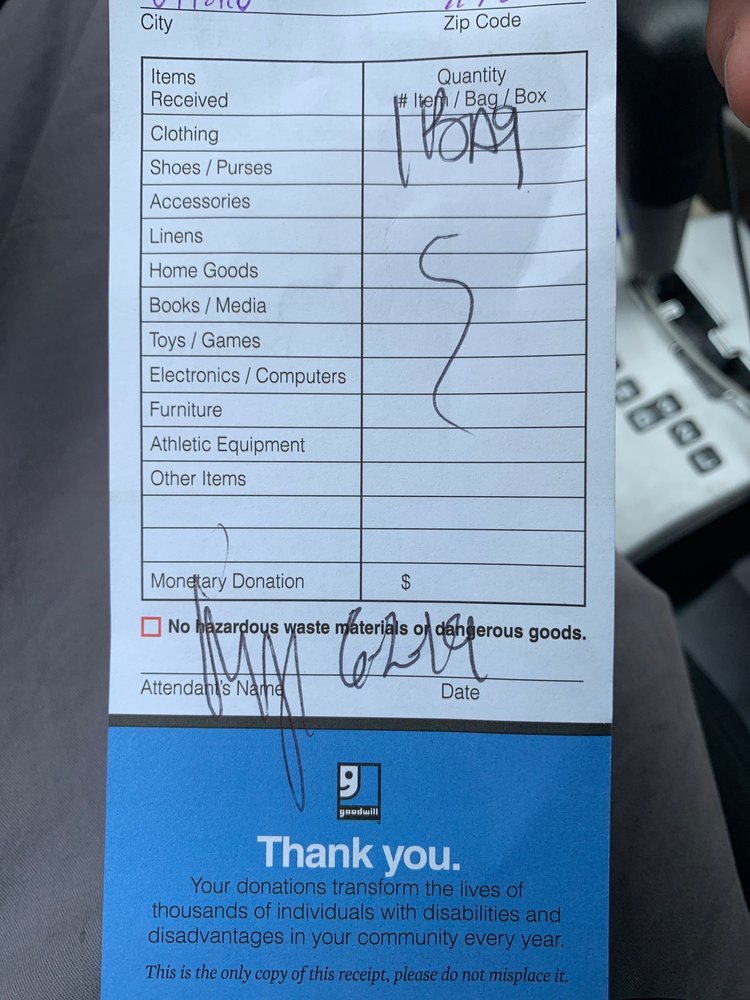 City Zip Code
Items Received Quantity # Item / Bag / Box
Clothing 1 Bag
Shoes / Purses
Accessories
Linens
Home Goods
Books / Media
Toys / Games
Electronics / Computers
Furniture
Athletic Equipment
Other Items
Monetary Donation $
No hazardous waste materials or dangerous goods.
6-2-19
Attendant's Name Date
goodwill
Thank you.
Your donations transform the lives of
thousands of individuals with disabilities and
disadvantages in your community every year.
This is the only copy of this receipt, please do not misplace it.